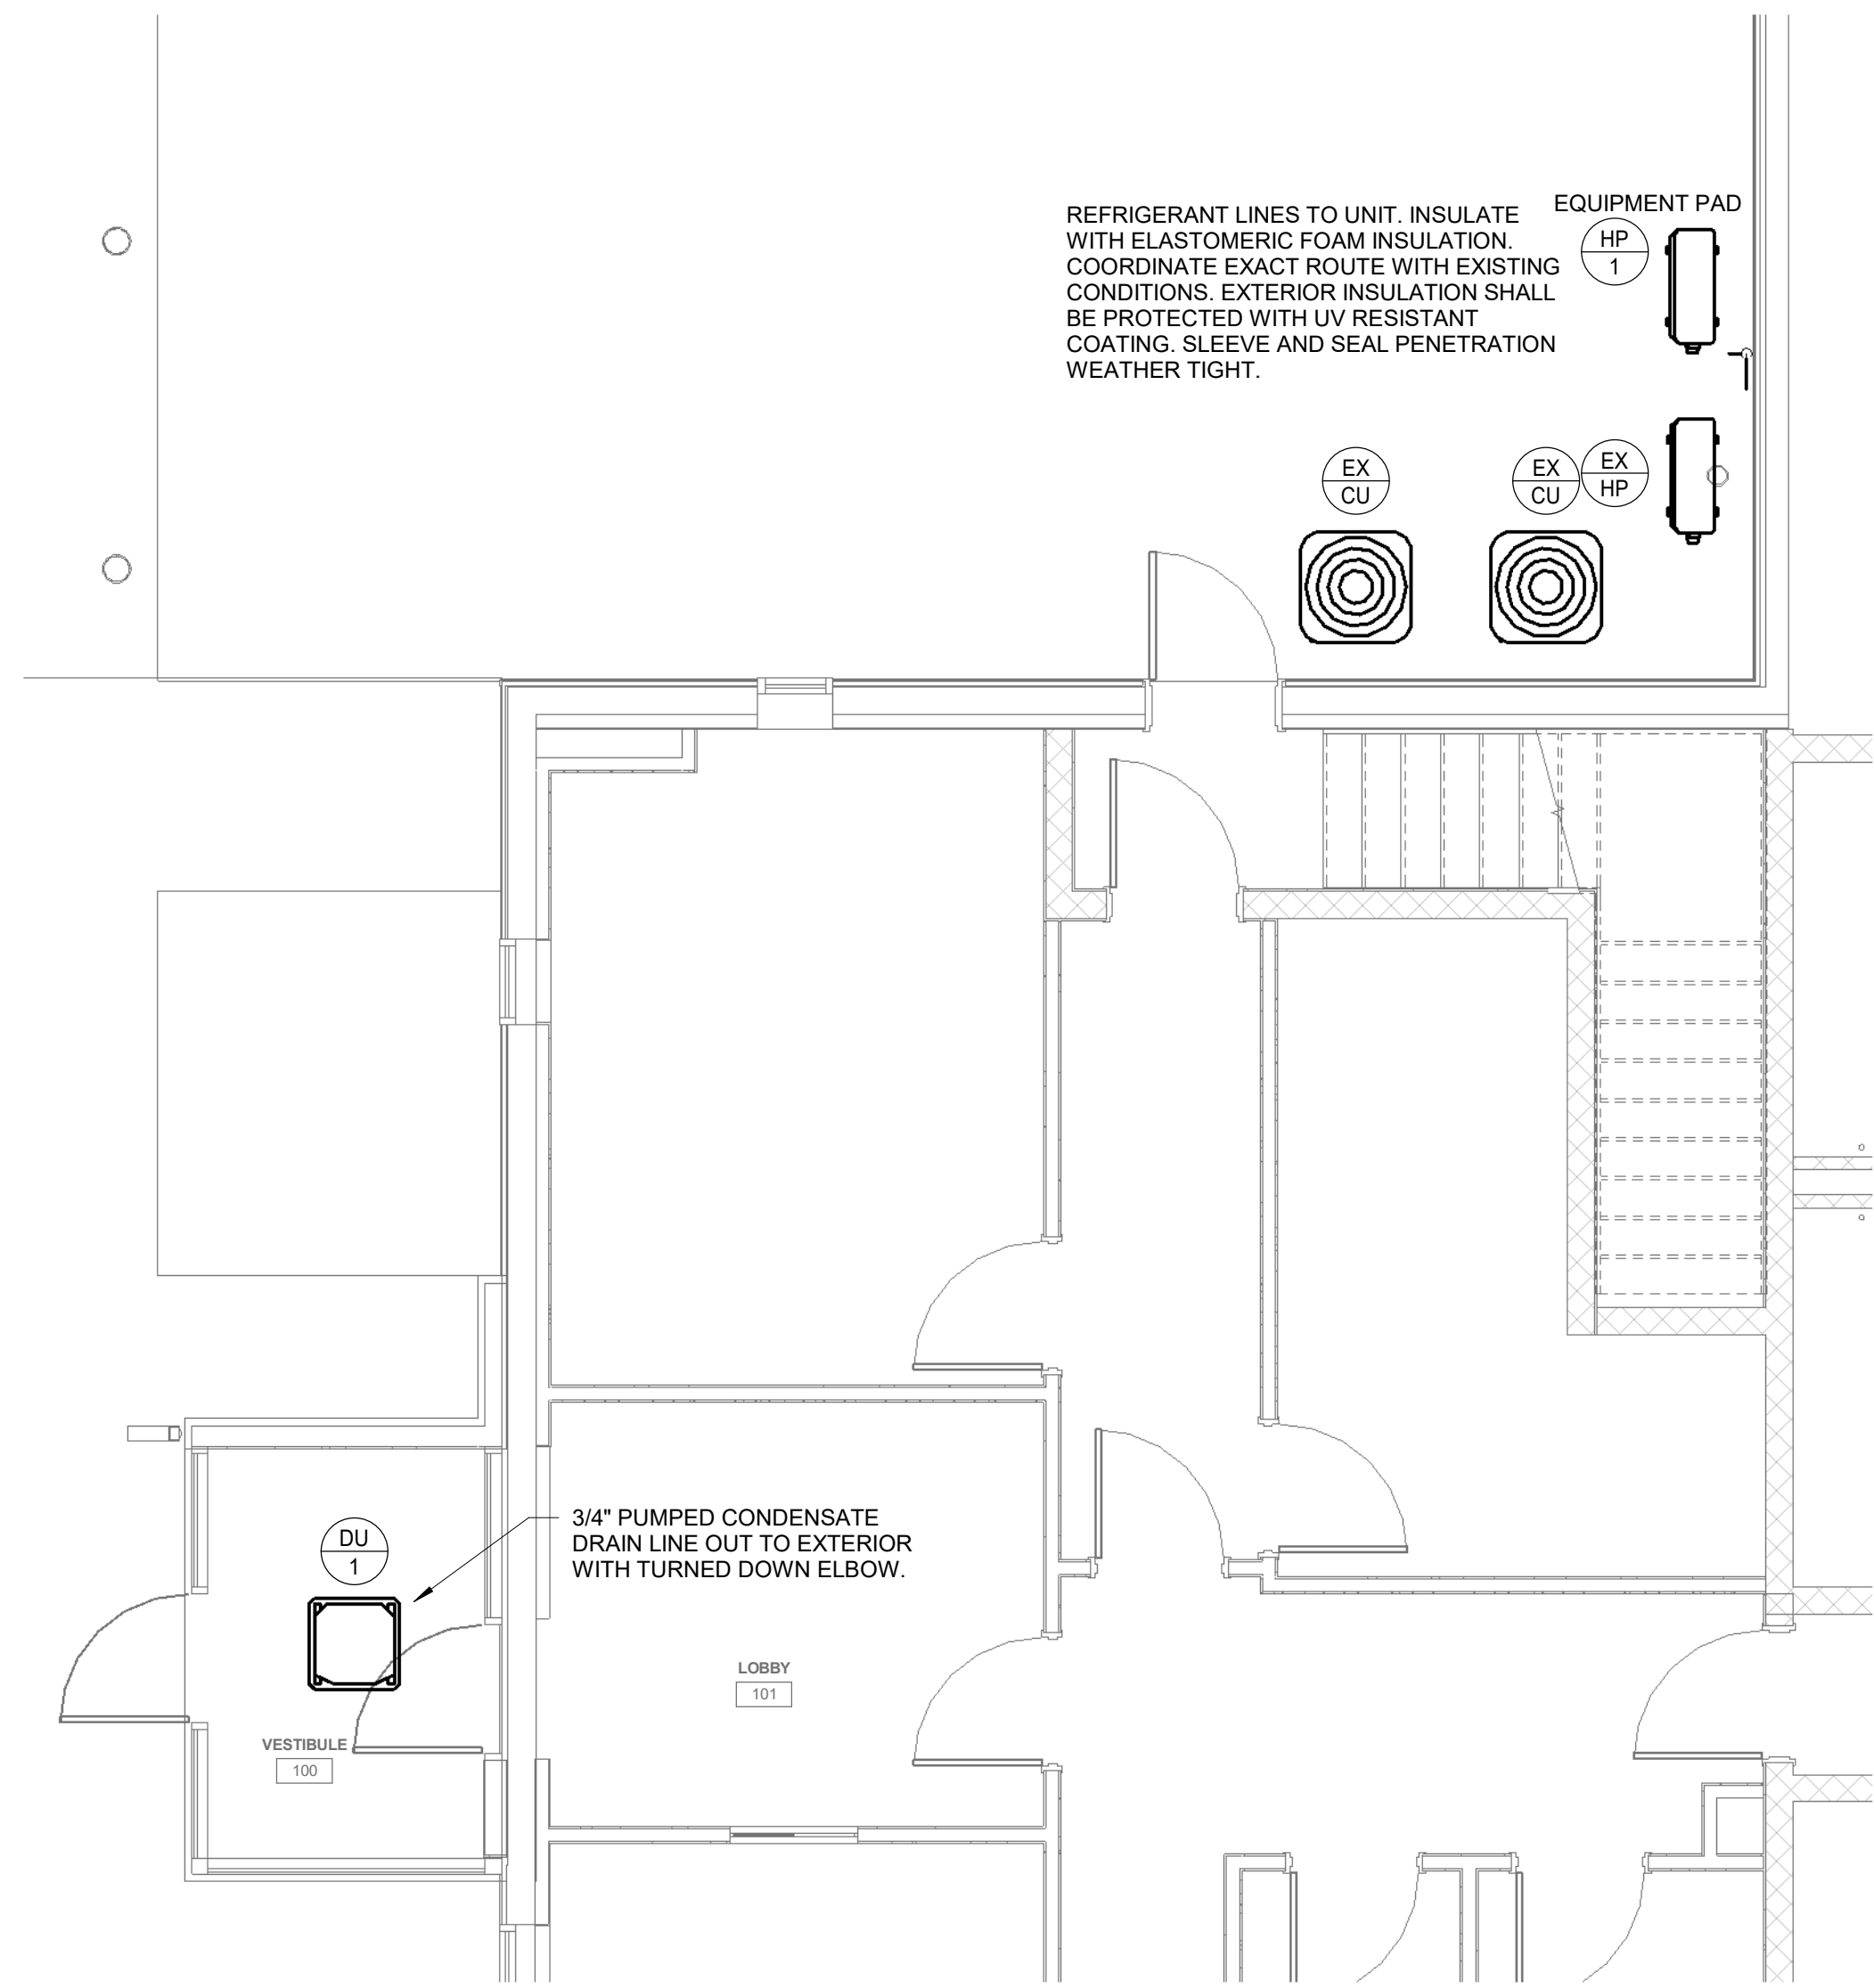 EQUIPMENT PAD
REFRIGERANT LINES TO UNIT. INSULATE
WITH ELASTOMERIC FOAM INSULATION.
COORDINATE EXACT ROUTE WITH EXISTING
CONDITIONS. EXTERIOR INSULATION SHALL
BE PROTECTED WITH UV RESISTANT
COATING. SLEEVE AND SEAL PENETRATION
WEATHER TIGHT.
HP
1
EX
CU
EX
CU
EX
HP
3/4" PUMPED CONDENSATE
DRAIN LINE OUT TO EXTERIOR
WITH TURNED DOWN ELBOW.
DU
1
LOBBY
101
VESTIBULE
100